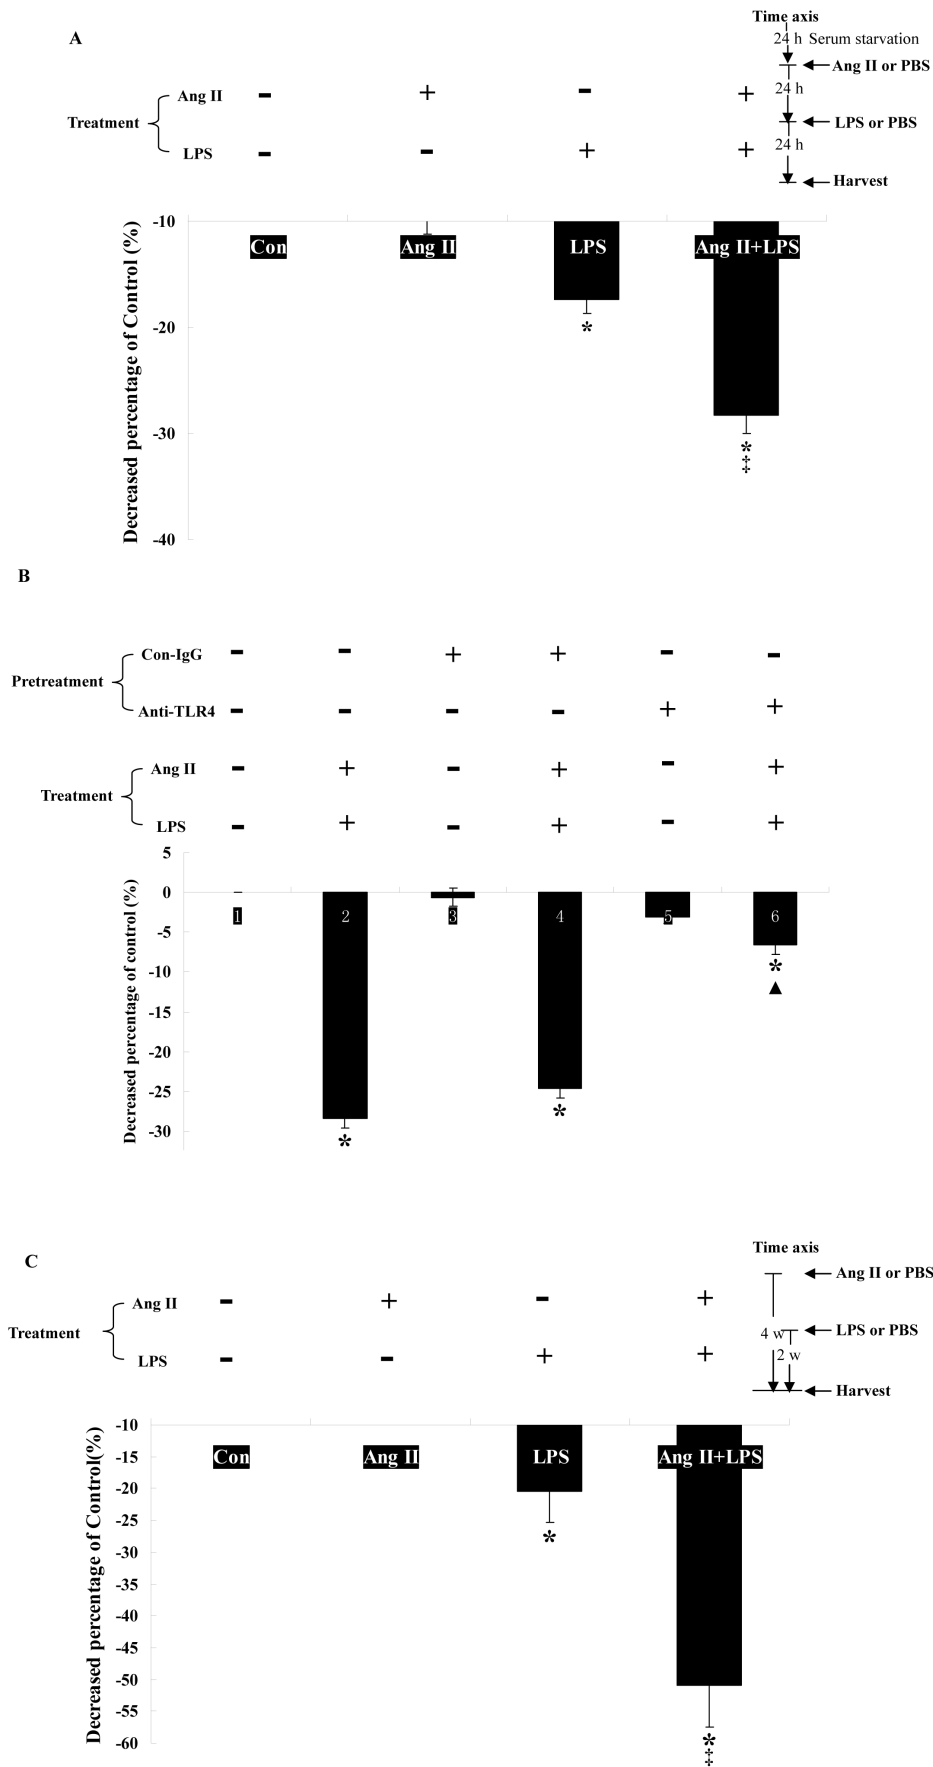 A
Time axis
24 h Serum starvation
Ang II or PBS
24 h
LPS or PBS
24 h
Harvest
Treatment
Ang II - + - +
LPS - - + +
Decreased percentage of Control (%)
-10
-20
-30
-40
Con Ang II LPS Ang II+LPS
*
*
‡
B
Pretreatment
Con-IgG - - + + - -
Anti-TLR4 - - - - + +
Treatment
Ang II - + - + - +
LPS - + - + - +
Decreased percentage of control (%)
5
0
-5
-10
-15
-20
-25
-30
1 2 3 4 5 6
*
▲
*
*
C
Time axis
Ang II or PBS
4 w
LPS or PBS
2 w
Harvest
Treatment
Ang II - + - +
LPS - - + +
Decreased percentage of Control(%)
-10
-15
-20
-25
-30
-35
-40
-45
-50
-55
-60
Con Ang II LPS Ang II+LPS
*
*
‡